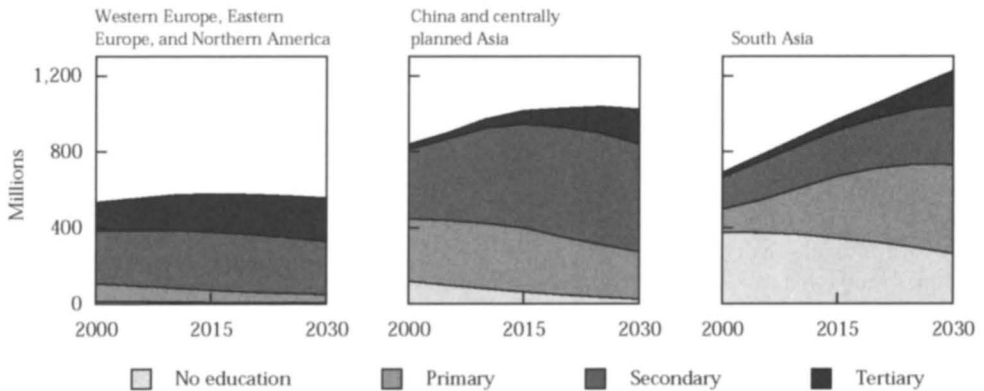 Western Europe, Eastern
Europe, and Northern America
China and centrally
planned Asia
South Asia
Millions
1,200
800
400
0
2000 2015 2030
2000 2015 2030
2000 2015 2030
No education Primary Secondary Tertiary